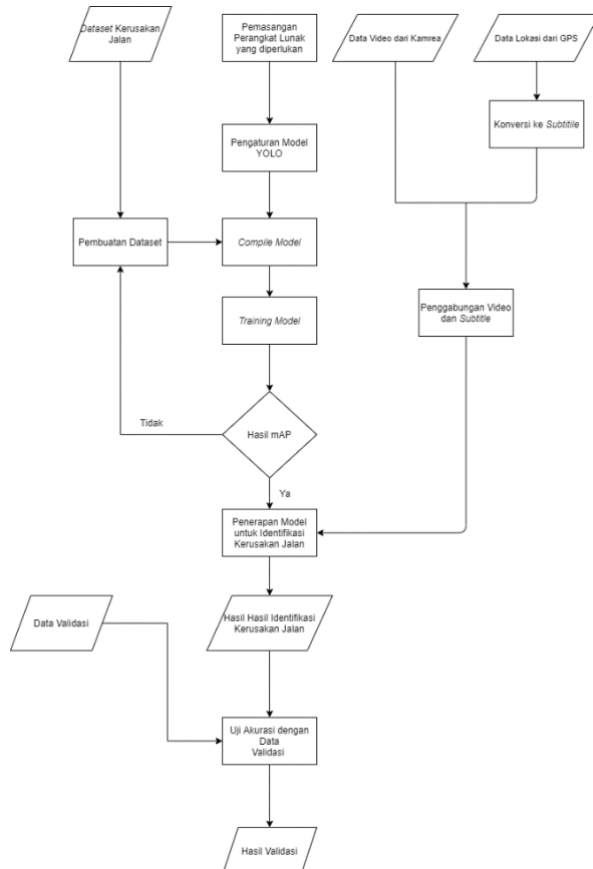 Dataset Kerusakan
Jalan
Pemasangan
Perangkat Lunak
yang diperlukan
Data Video dari Kamrea
Data Lokasi dari GPS
Konversi ke Subtitile
Pengaturan Model
YOLO
Pembuatan Dataset
Compile Model
Training Model
Penggabungan Video
dan Subtitle
Tidak
Hasil mAP
Ya
Penerapan Model
untuk Identifikasi
Kerusakan Jalan
Data Validasi
Hasil Hasil Identifikasi
Kerusakan Jalan
Uji Akurasi dengan
Data
Validasi
Hasil Validasi